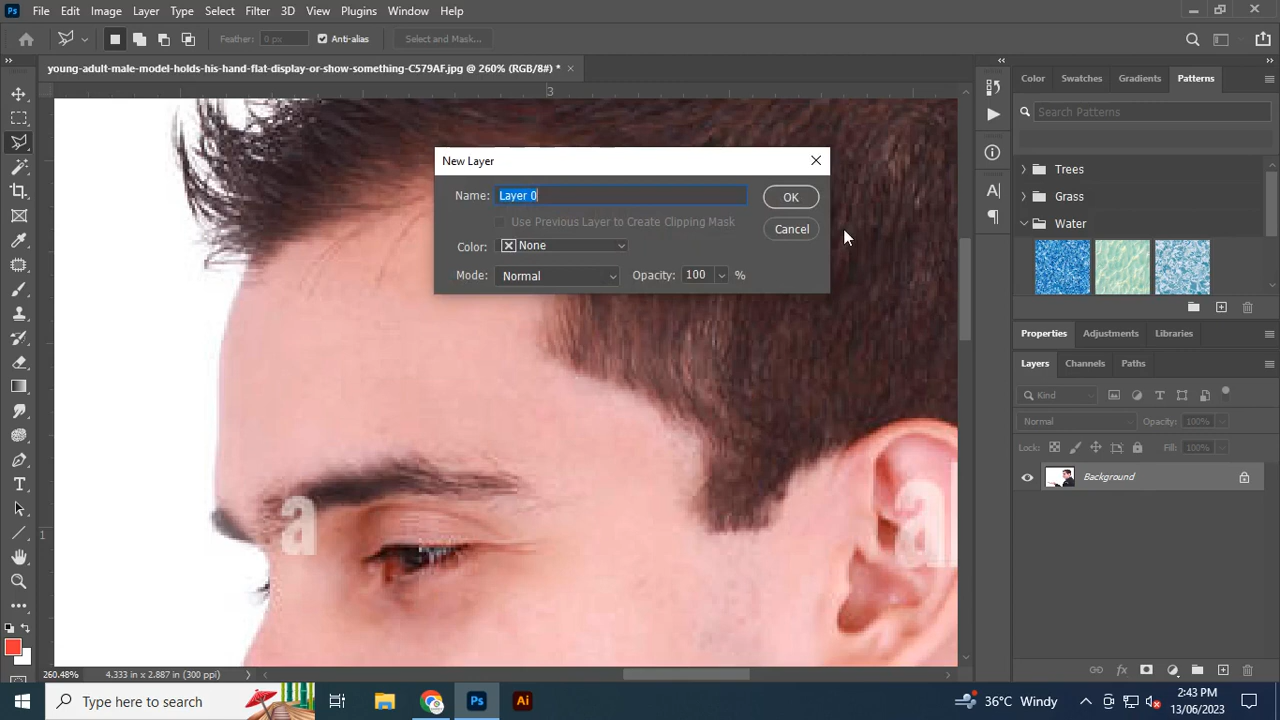 Ps File Edit Image Layer Type Select Filter 3D View Plugins Window Help
Feather: 0 px Anti-alias Select and Mask...
young-adult-male-model-holds-his-hand-flat-display-or-show-something-C579AF.jpg @ 260% (RGB/8#) *
3
Color Swatches Gradients Patterns
Search Patterns
Trees
Grass
Water
New Layer
Name: Layer 0 OK
Use Previous Layer to Create Clipping Mask
Cancel
Color: None
Mode: Normal Opacity: 100 %
Properties Adjustments Libraries
Layers Channels Paths
Kind
Normal Opacity: 100%
Lock: Fill: 100%
Background
a
1
260.48% 4.333 in x 2.887 in (300 ppi)
Type here to search
Ps Ai
36°C Windy
2:43 PM
13/06/2023